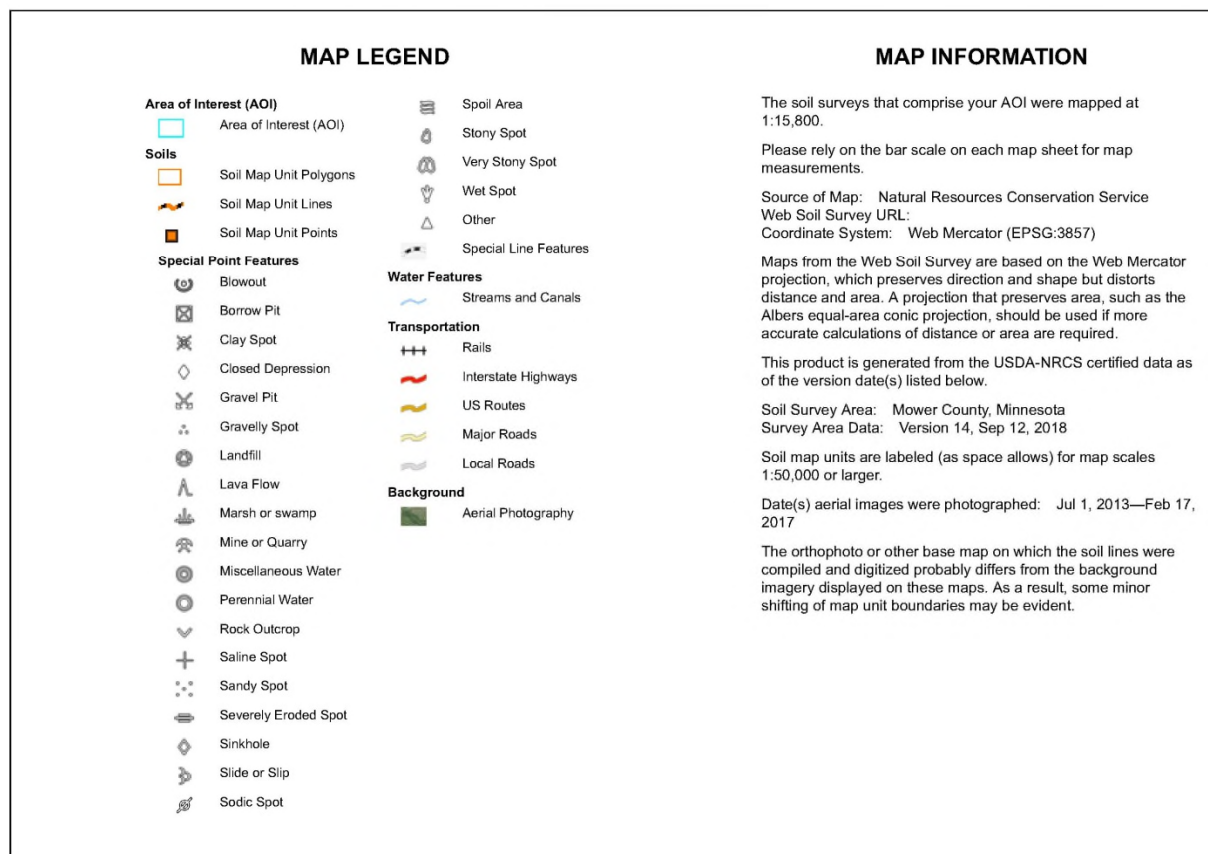 MAP LEGEND
Area of Interest (AOI)
Area of Interest (AOI)
Soils
Soil Map Unit Polygons
Soil Map Unit Lines
Soil Map Unit Points
Special Point Features
Blowout
Borrow Pit
Clay Spot
Closed Depression
Gravel Pit
Gravelly Spot
Landfill
Lava Flow
Marsh or swamp
Mine or Quarry
Miscellaneous Water
Perennial Water
Rock Outcrop
Saline Spot
Sandy Spot
Severely Eroded Spot
Sinkhole
Slide or Slip
Sodic Spot
Spoil Area
Stony Spot
Very Stony Spot
Wet Spot
Other
Special Line Features
Water Features
Streams and Canals
Transportation
Rails
Interstate Highways
US Routes
Major Roads
Local Roads
Background
Aerial Photography
MAP INFORMATION
The soil surveys that comprise your AOI were mapped at
1:15,800.
Please rely on the bar scale on each map sheet for map
measurements.
Source of Map: Natural Resources Conservation Service
Web Soil Survey URL:
Coordinate System: Web Mercator (EPSG:3857)
Maps from the Web Soil Survey are based on the Web Mercator
projection, which preserves direction and shape but distorts
distance and area. A projection that preserves area, such as the
Albers equal-area conic projection, should be used if more
accurate calculations of distance or area are required.
This product is generated from the USDA-NRCS certified data as
of the version date(s) listed below.
Soil Survey Area: Mower County, Minnesota
Survey Area Data: Version 14, Sep 12, 2018
Soil map units are labeled (as space allows) for map scales
1:50,000 or larger.
Date(s) aerial images were photographed: Jul 1, 2013—Feb 17,
2017
The orthophoto or other base map on which the soil lines were
compiled and digitized probably differs from the background
imagery displayed on these maps. As a result, some minor
shifting of map unit boundaries may be evident.